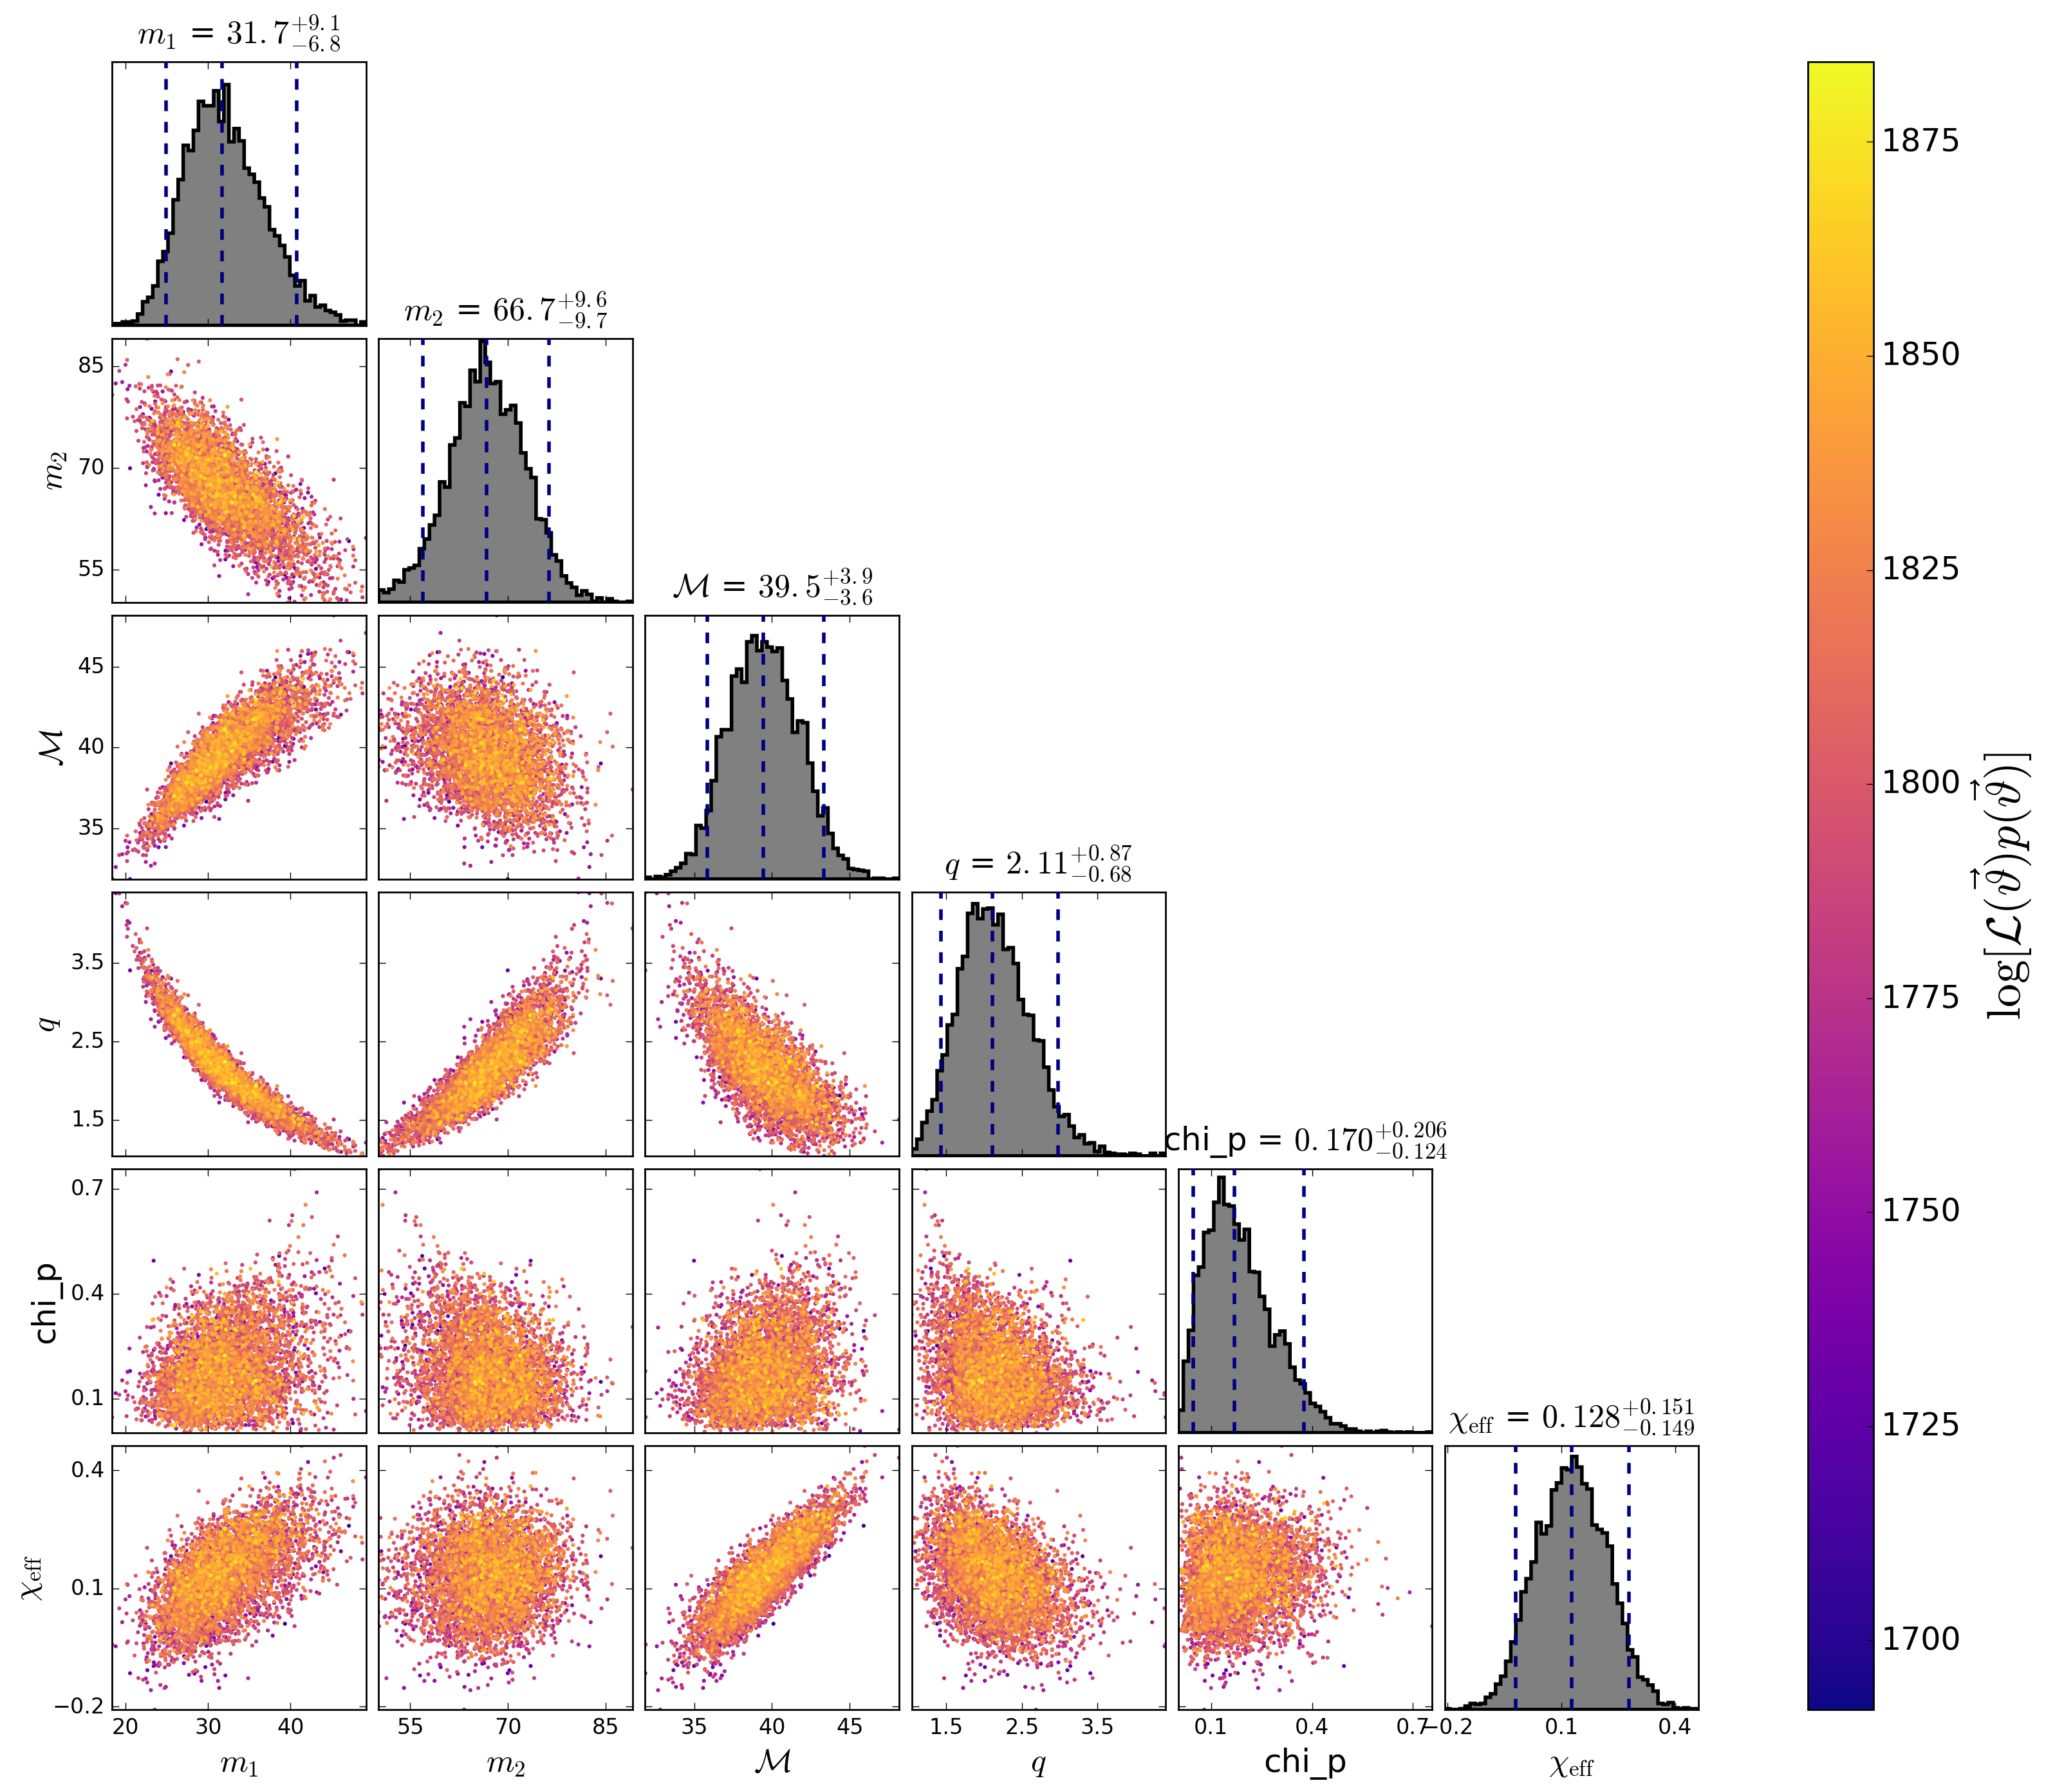 m₁ = 31.7 +9.1 −6.8
m₂ = 66.7 +9.6 −9.7
85
70
55
m₂
ℳ = 39.5 +3.9 −3.6
45
40
35
ℳ
q = 2.11 +0.87 −0.68
3.5
2.5
1.5
q
chi_p = 0.170 +0.206 −0.124
0.7
0.4
0.1
chi_p
χeff = 0.128 +0.151 −0.149
0.4
0.1
−0.2
χeff
20 30 40
55 70 85
35 40 45
1.5 2.5 3.5
0.1 0.4 0.7
−0.2 0.1 0.4
m₁
m₂
ℳ
q
chi_p
χeff
1875
1850
1825
1800
1775
1750
1725
1700
log[ℒ(ϑ⃗)p(ϑ⃗)]